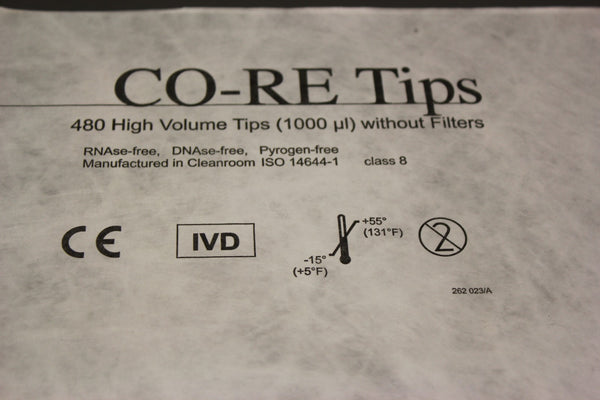 CO-RE Tips
480 High Volume Tips (1000 µl) without Filters
RNAse-free, DNAse-free, Pyrogen-free
Manufactured in Cleanroom ISO 14644-1 class 8
CE IVD
+55°
(131°F)
-15°
(+5°F)
2
262 023/A